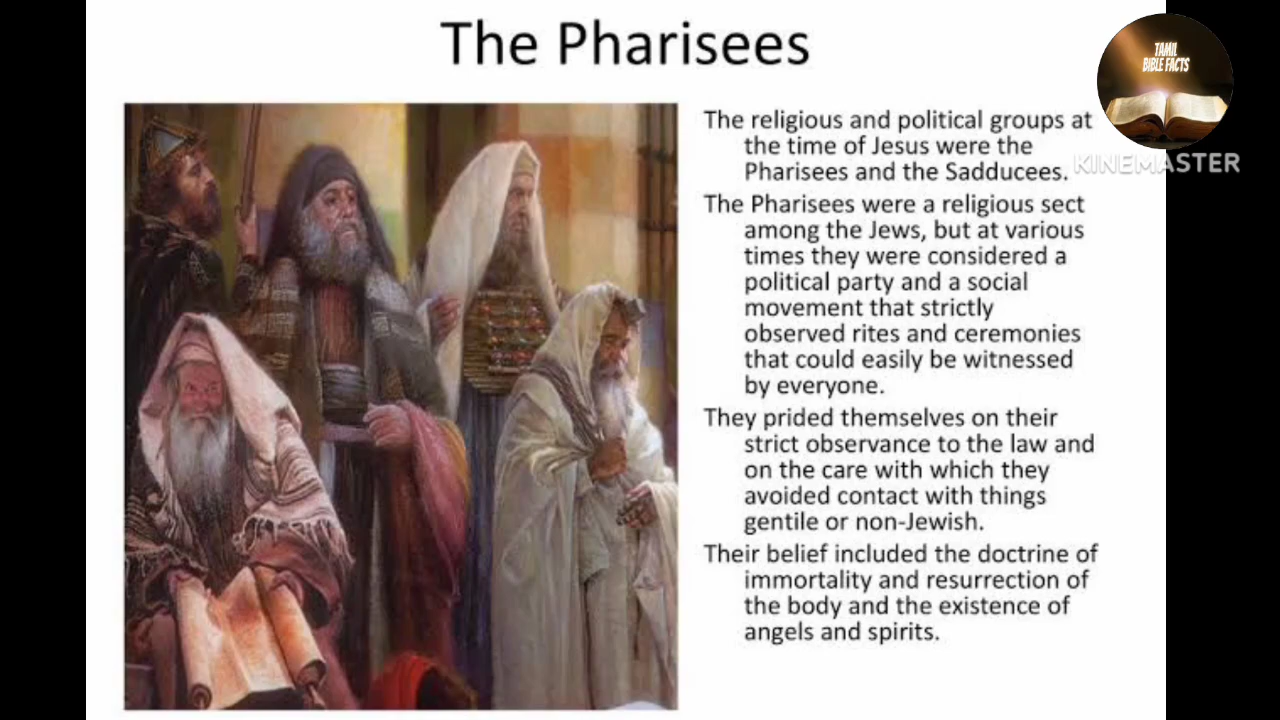 The Pharisees
TAMIL
BIBLE FACTS
KINEMASTER
The religious and political groups at
the time of Jesus were the
Pharisees and the Sadducees.
The Pharisees were a religious sect
among the Jews, but at various
times they were considered a
political party and a social
movement that strictly
observed rites and ceremonies
that could easily be witnessed
by everyone.
They prided themselves on their
strict observance to the law and
on the care with which they
avoided contact with things
gentile or non-Jewish.
Their belief included the doctrine of
immortality and resurrection of
the body and the existence of
angels and spirits.